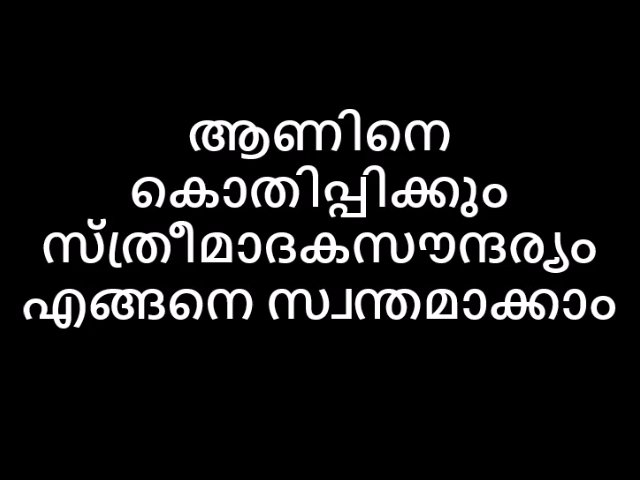 ആണിനെ
കൊതിപ്പിക്കും
സ്ത്രീമാദകസൗന്ദര്യം
എങ്ങനെ സ്വന്തമാക്കാം